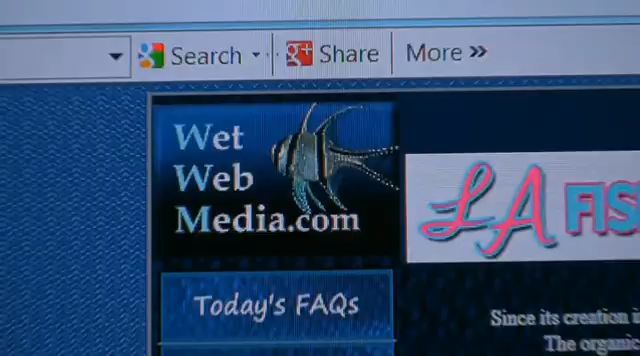 Search Share More »
Wet
Web
Media.com
LA
Today's FAQs
Since its creation
The organic